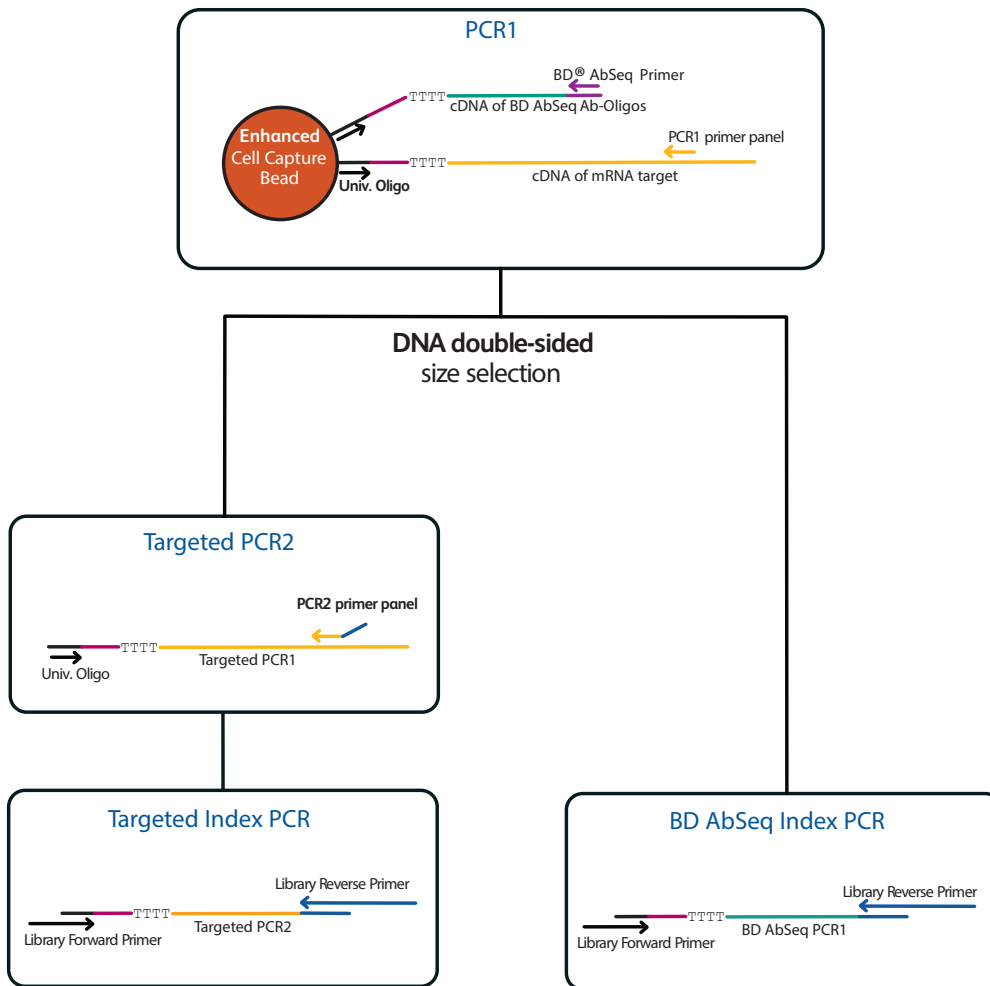 PCR1
BD® AbSeq Primer
TTTT
cDNA of BD AbSeq Ab-Oligos
Enhanced
Cell Capture
Bead
PCR1 primer panel
TTTT
cDNA of mRNA target
Univ. Oligo
DNA double-sided
size selection
Targeted PCR2
PCR2 primer panel
TTTT
Targeted PCR1
Univ. Oligo
Targeted Index PCR
Library Reverse Primer
TTTT
Targeted PCR2
Library Forward Primer
BD AbSeq Index PCR
Library Reverse Primer
TTTT
BD AbSeq PCR1
Library Forward Primer